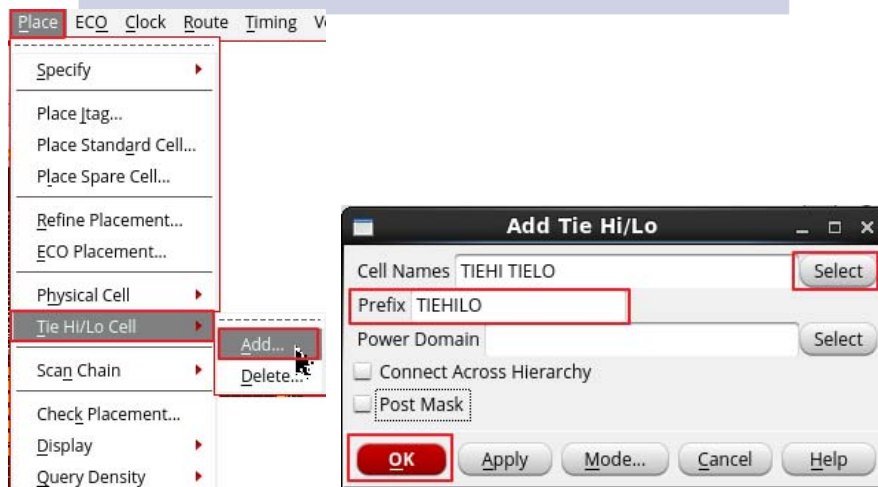 Place ECO Clock Route Timing
Specify
Place Jtag...
Place Standard Cell...
Place Spare Cell...
Refine Placement...
ECO Placement...
Physical Cell
Tie Hi/Lo Cell
Add...
Delete...
Scan Chain
Check Placement...
Display
Query Density
Add Tie Hi/Lo
Cell Names TIEHI TIELO Select
Prefix TIEHILO
Power Domain Select
Connect Across Hierarchy
Post Mask
OK Apply Mode... Cancel Help